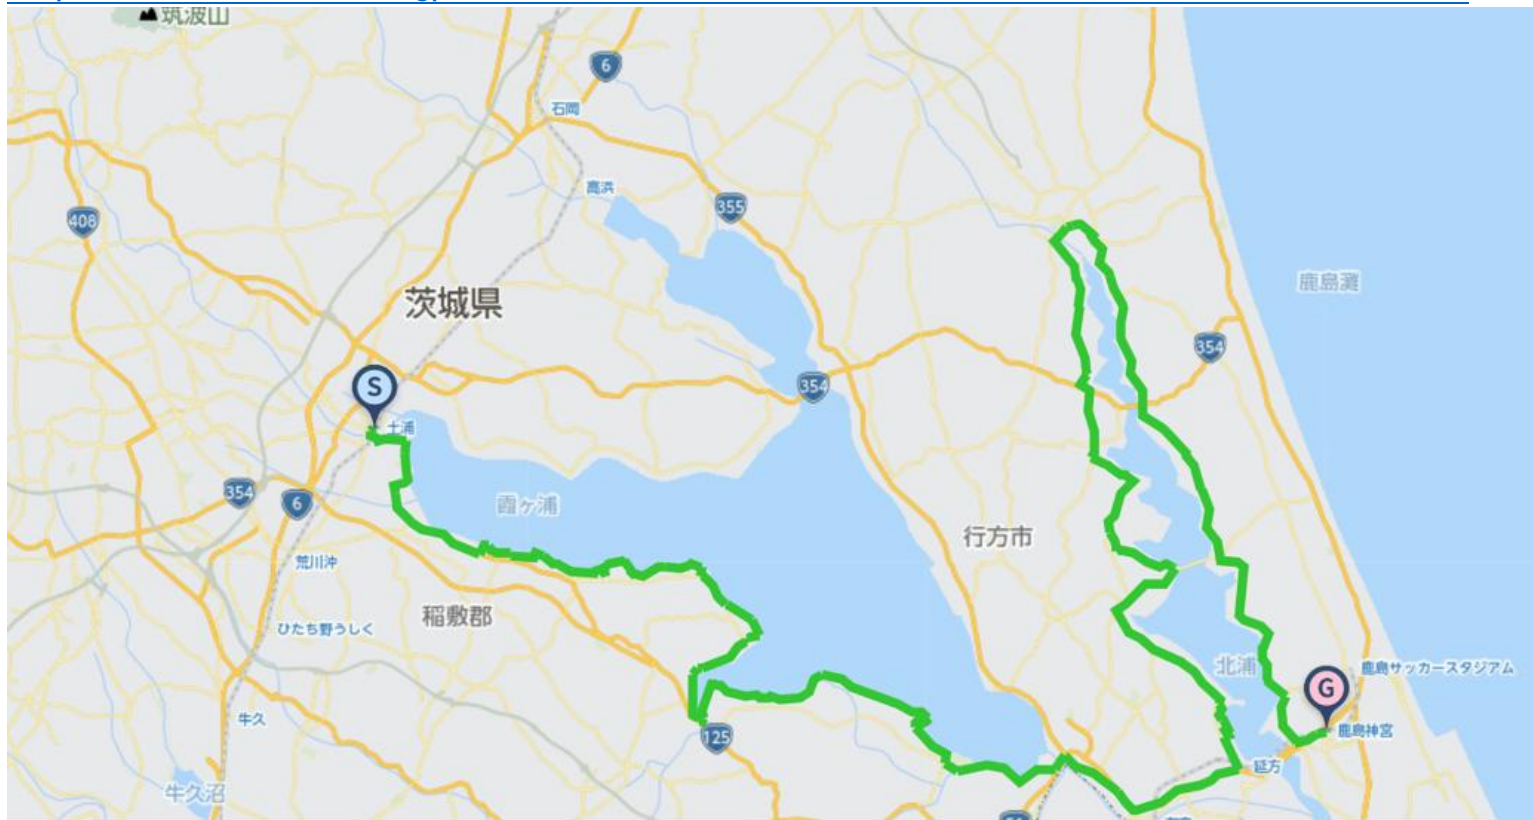 筑波山
6
石岡
高浜
355
408
鹿島灘
茨城県
354
354
S
土浦
354
6
霞ヶ浦
行方市
荒川沖
稲敷郡
ひたち野うしく
北浦
鹿島サッカースタジアム
G
牛久
鹿島神宮
125
延方
牛久沼